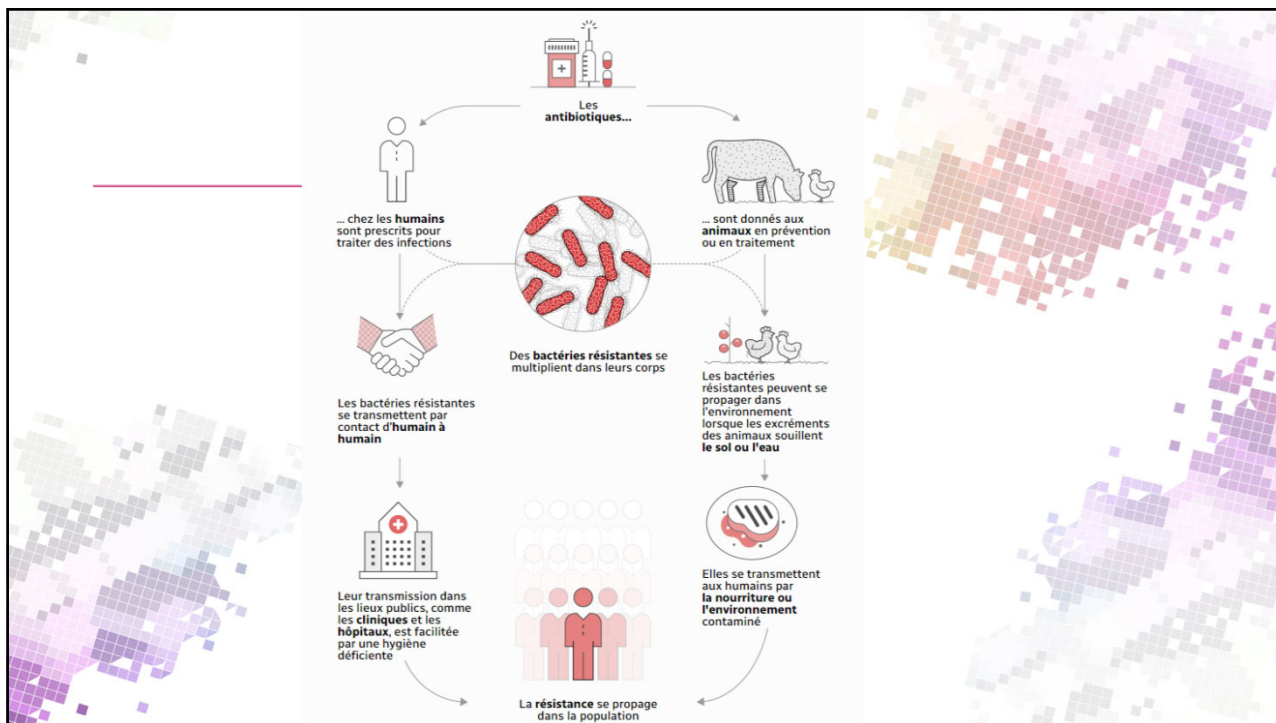 Les
antibiotiques...
... chez les humains
sont prescrits pour
traiter des infections
... sont donnés aux
animaux en prévention
ou en traitement
Des bactéries résistantes se
multiplient dans leurs corps
Les bactéries résistantes
se transmettent par
contact d'humain à
humain
Les bactéries
résistantes peuvent se
propager dans
l'environnement
lorsque les excréments
des animaux souillent
le sol ou l'eau
Leur transmission dans
les lieux publics, comme
les cliniques et les
hôpitaux, est facilitée
par une hygiène
déficiente
Elles se transmettent
aux humains par
la nourriture ou
l'environnement
contaminé
La résistance se propage
dans la population